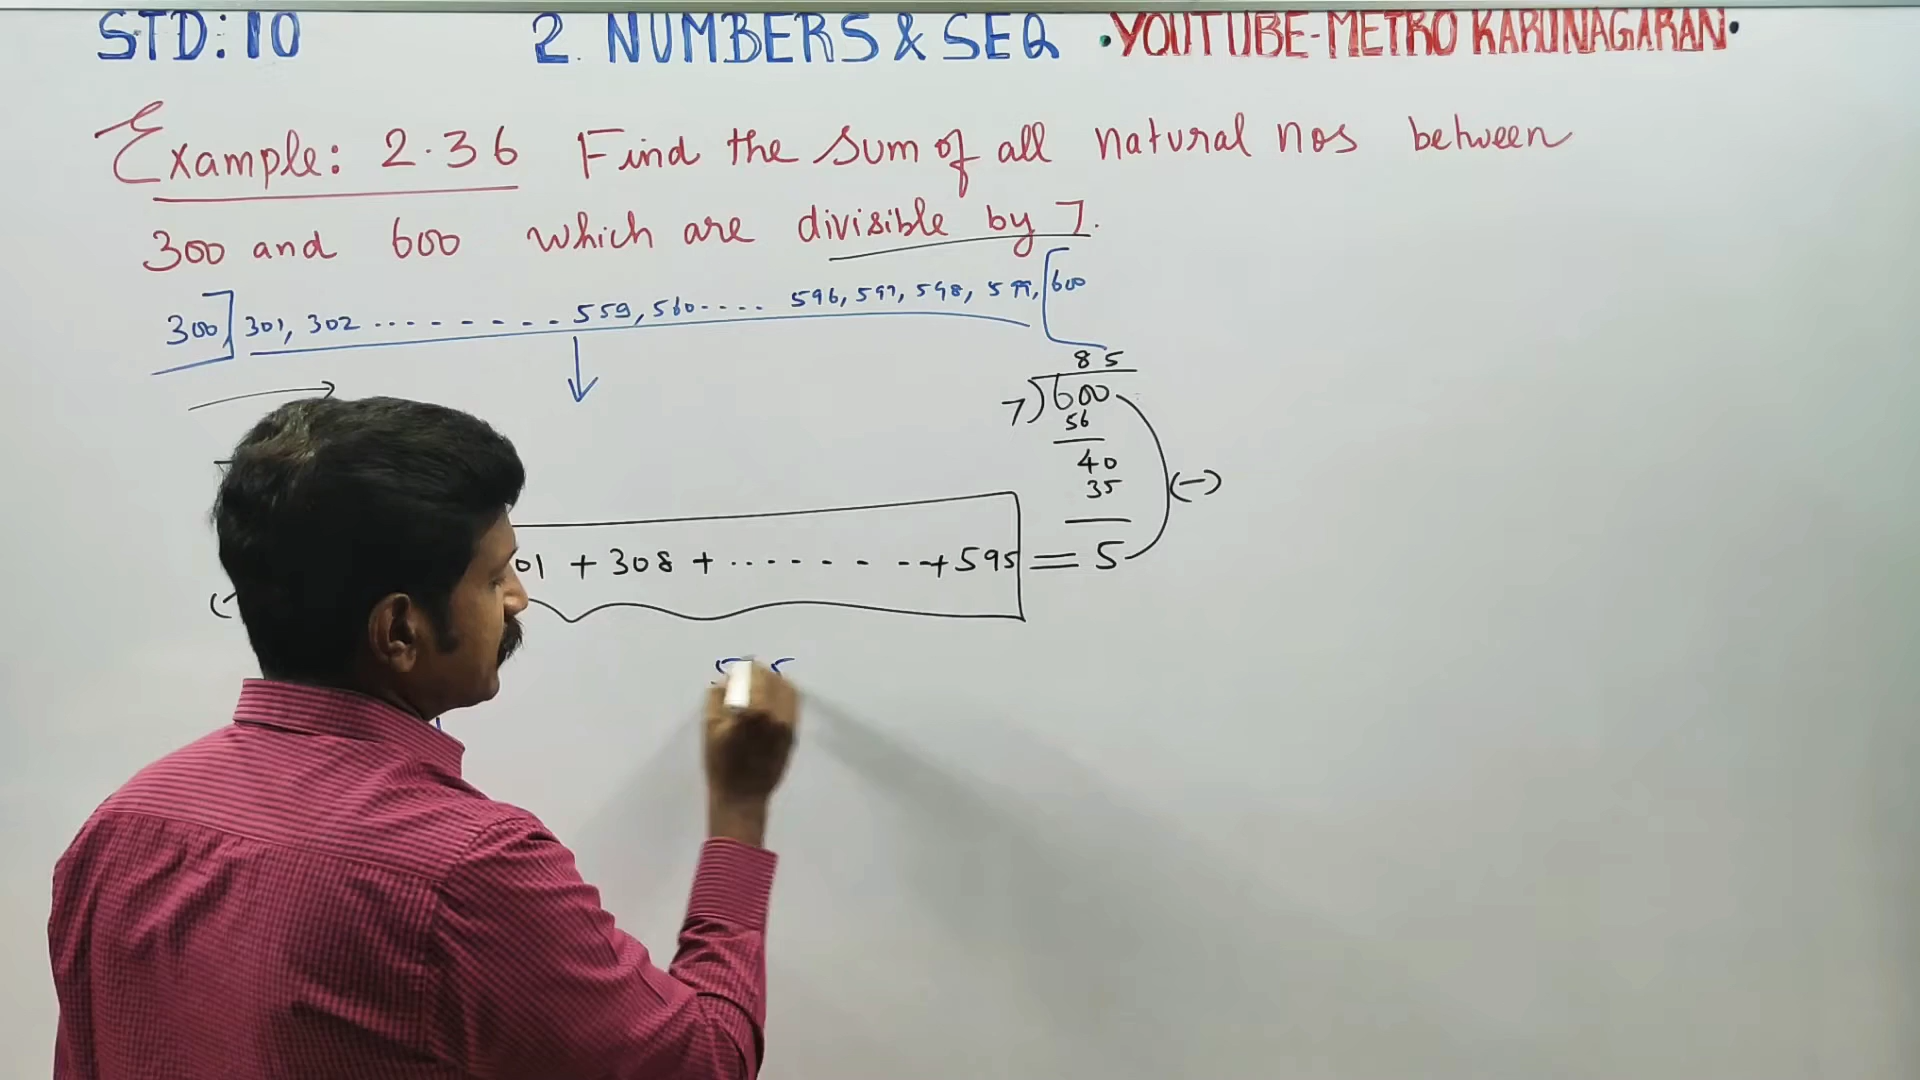 STD: 10 2. NUMBERS & SEQ • YOUTUBE-METRO KARUNAGARAN •
Example: 2.36 Find the sum of all natural nos between
300 and 600 which are divisible by 7.
300, 301, 302 ........ 559, 560.... 596, 597, 598, 599, 600
85
7) 600
56
40
35
(-)
01 + 308 + ........ + 595 = 5